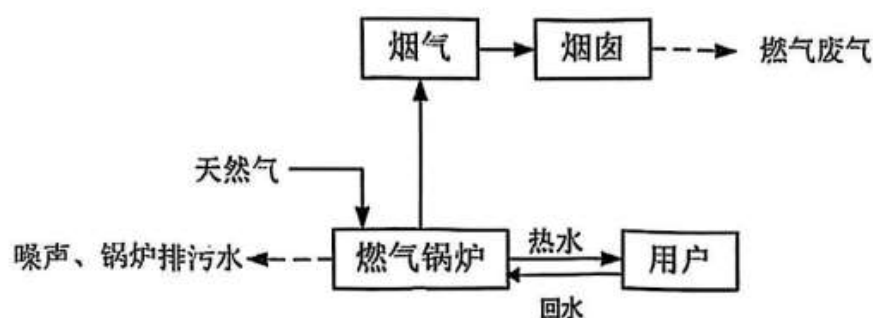 烟气
烟囱
燃气废气
天然气
噪声、锅炉排污水
燃气锅炉
热水
用户
回水